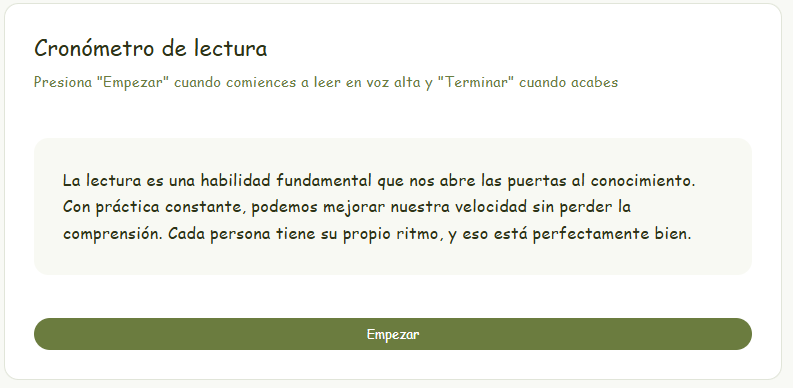 Cronómetro de lectura
Presiona "Empezar" cuando comiences a leer en voz alta y "Terminar" cuando acabes
La lectura es una habilidad fundamental que nos abre las puertas al conocimiento.
Con práctica constante, podemos mejorar nuestra velocidad sin perder la
comprensión. Cada persona tiene su propio ritmo, y eso está perfectamente bien.
Empezar